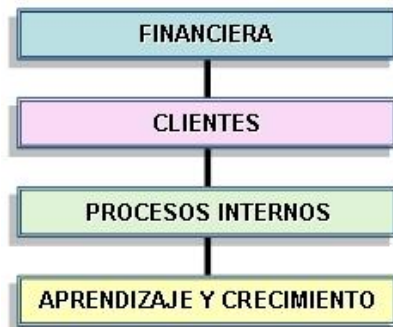 FINANCIERA
CLIENTES
PROCESOS INTERNOS
APRENDIZAJE Y CRECIMIENTO